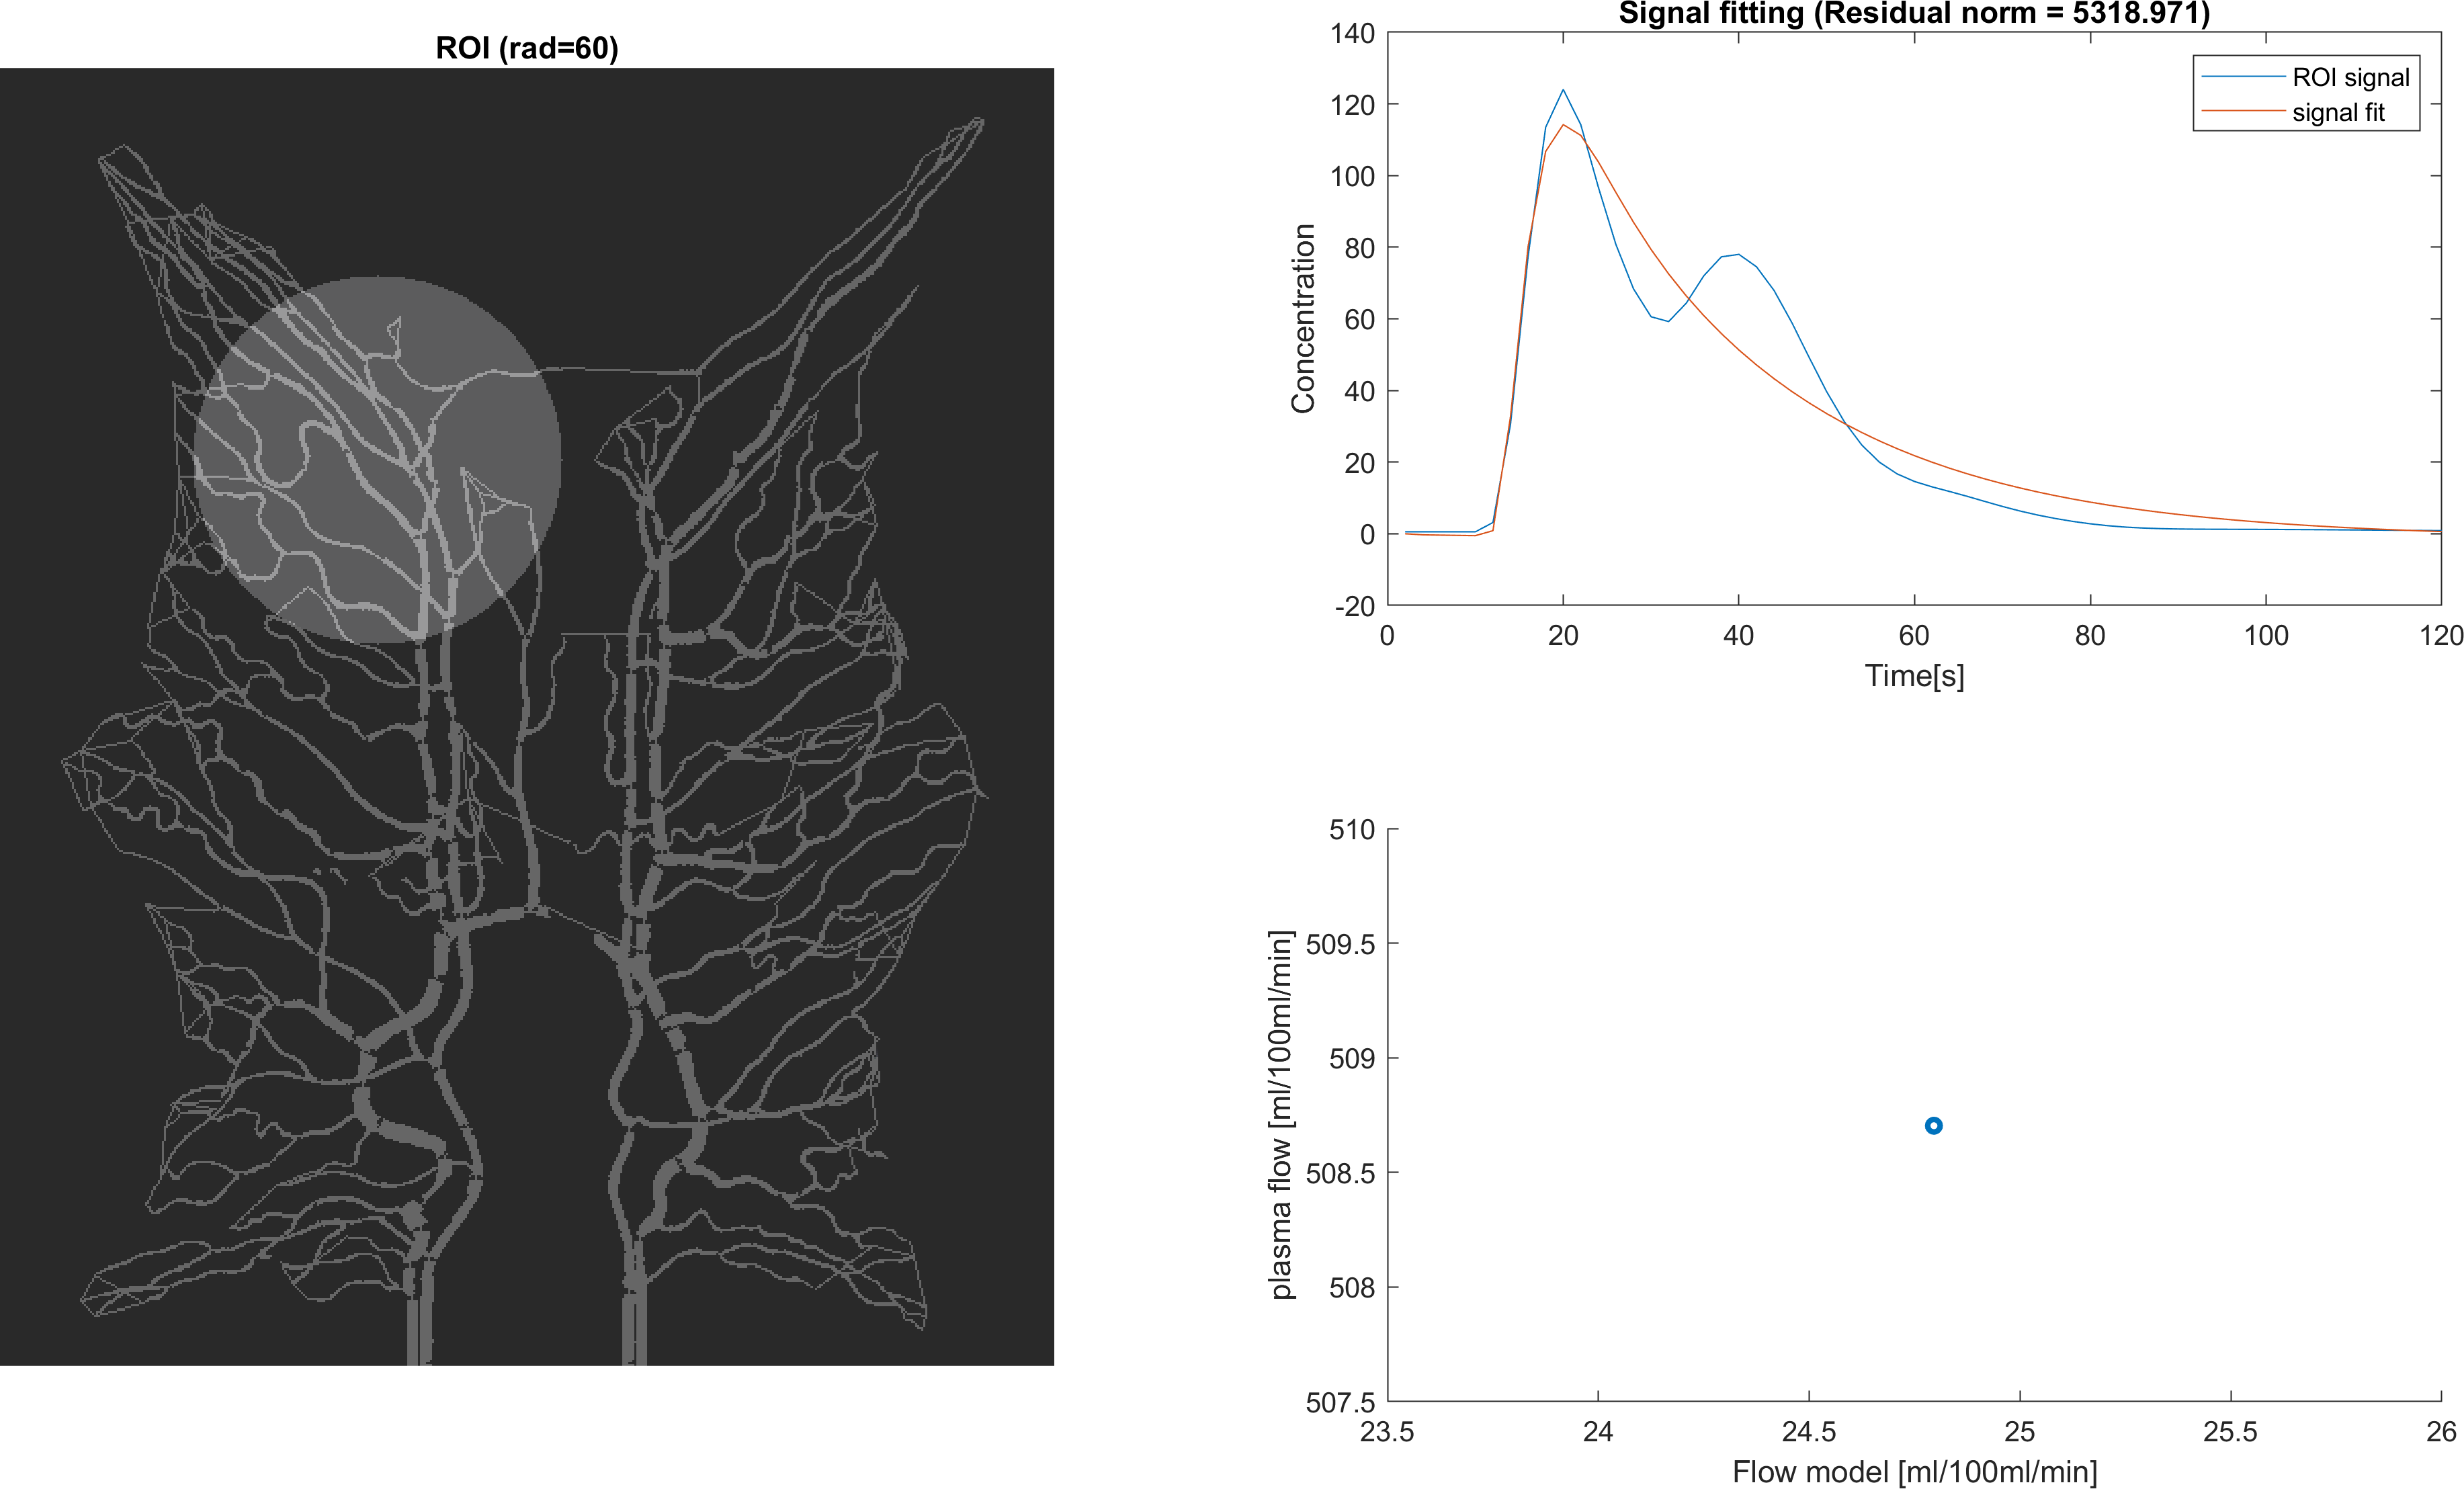 ROI (rad=60)
Signal fitting (Residual norm = 5318.971)
140
120
100
80
60
40
20
0
-20
Concentration
ROI signal
signal fit
0 20 40 60 80 100 120
Time[s]
510
509.5
509
508.5
508
507.5
plasma flow [ml/100ml/min]
23.5 24 24.5 25 25.5 26
Flow model [ml/100ml/min]